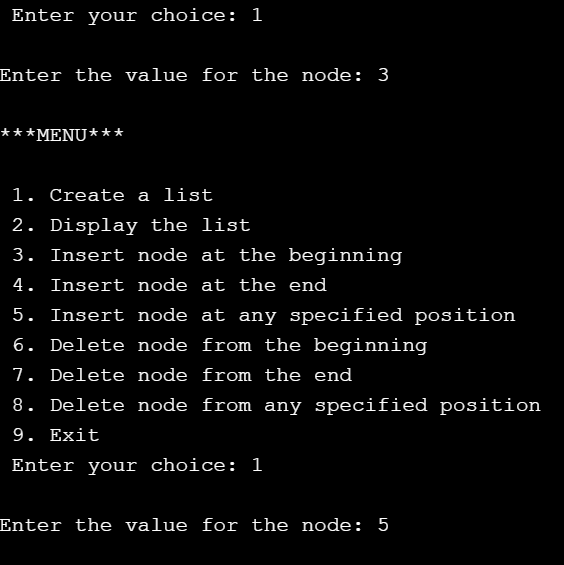 Enter your choice: 1
Enter the value for the node: 3
***MENU***
1. Create a list
2. Display the list
3. Insert node at the beginning
4. Insert node at the end
5. Insert node at any specified position
6. Delete node from the beginning
7. Delete node from the end
8. Delete node from any specified position
9. Exit
Enter your choice: 1
Enter the value for the node: 5